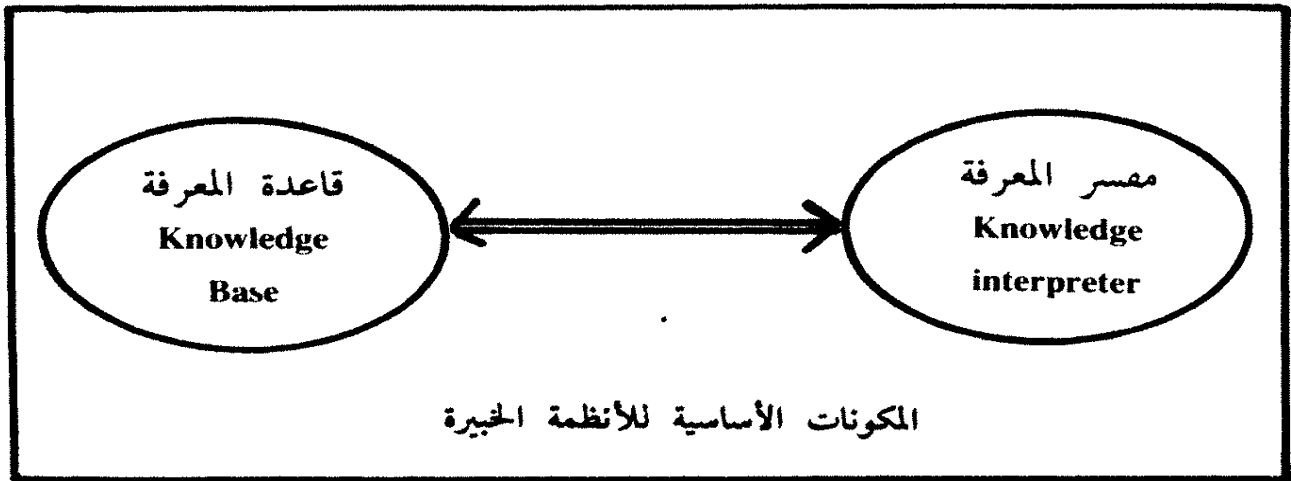 قاعدة المعرفة
Knowledge
Base
مفسر المعرفة
Knowledge
interpreter
المكونات الأساسية للأنظمة الخبيرة